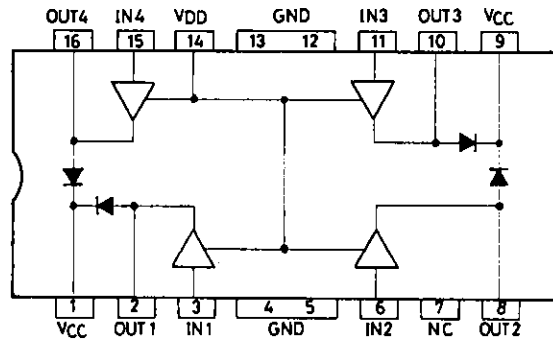 OUT4 IN4 VDD GND IN3 OUT3 VCC
16 15 14 13 12 11 10 9
1 2 3 4 5 6 7 8
VCC OUT1 IN1 GND IN2 NC OUT2